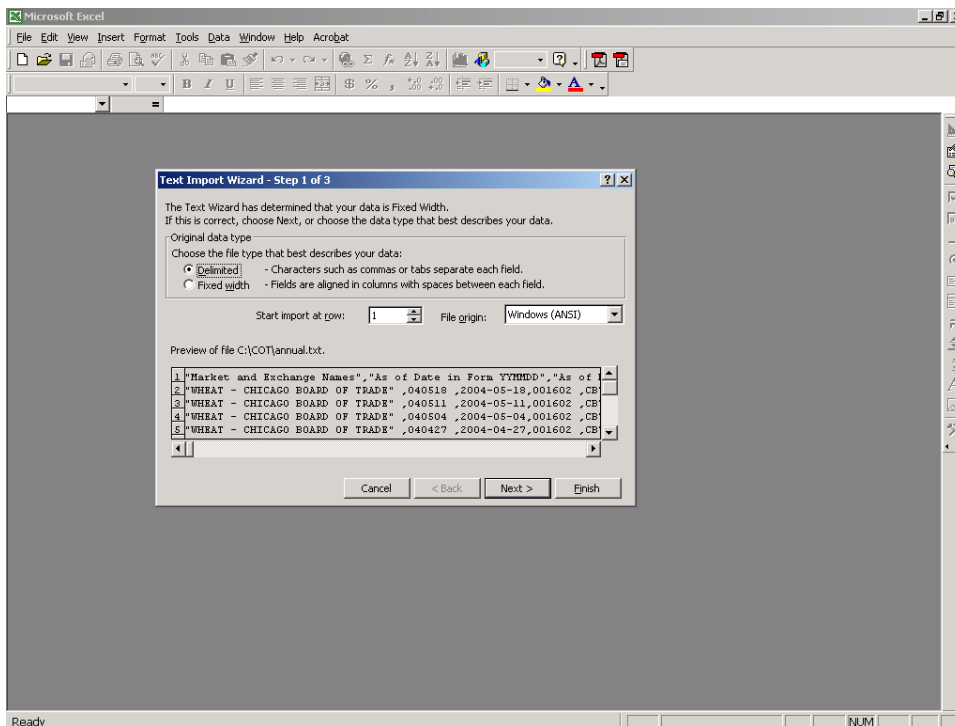 Microsoft Excel
File Edit View Insert Format Tools Data Window Help Acrobat
B I U $ % ,
=
Text Import Wizard - Step 1 of 3
The Text Wizard has determined that your data is Fixed Width.
If this is correct, choose Next, or choose the data type that best describes your data.
Original data type
Choose the file type that best describes your data:
Delimited - Characters such as commas or tabs separate each field.
Fixed width - Fields are aligned in columns with spaces between each field.
Start import at row: 1 File origin: Windows (ANSI)
Preview of file C:\COT\annual.txt.
1 "Market and Exchange Names","As of Date in Form YYMMDD","As of
2 "WHEAT - CHICAGO BOARD OF TRADE" ,040518 ,2004-05-18,001602 ,CB
3 "WHEAT - CHICAGO BOARD OF TRADE" ,040511 ,2004-05-11,001602 ,CB
4 "WHEAT - CHICAGO BOARD OF TRADE" ,040504 ,2004-05-04,001602 ,CB
5 "WHEAT - CHICAGO BOARD OF TRADE" ,040427 ,2004-04-27,001602 ,CB
Cancel < Back Next > Finish
Ready NUM